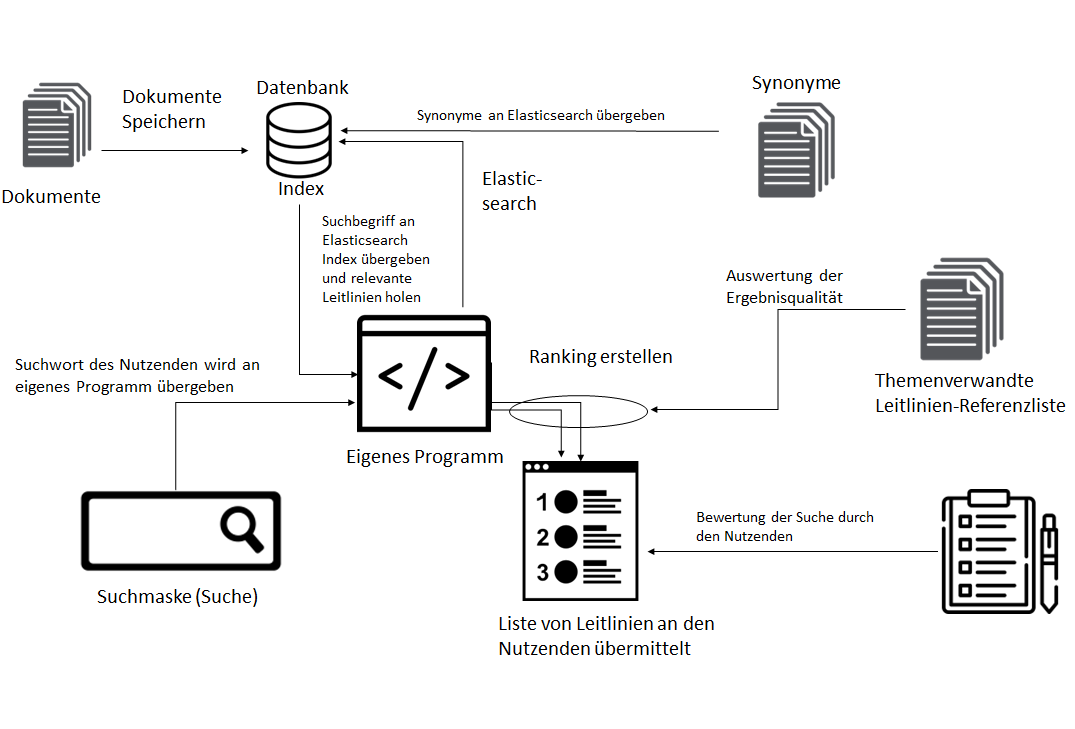 Datenbank
Synonyme
Dokumente
Speichern
Synonyme an Elasticsearch übergeben
Dokumente
Index
Elastic-
search
Suchbegriff an
Elasticsearch
Index übergeben
und relevante
Leitlinien holen
Auswertung der
Ergebnisqualität
Suchwort des Nutzenden wird an
eigenes Programm übergeben
</>
Ranking erstellen
Themenverwandte
Leitlinien-Referenzliste
Eigenes Programm
1
2
3
Bewertung der Suche durch
den Nutzenden
Suchmaske (Suche)
Liste von Leitlinien an den
Nutzenden übermittelt